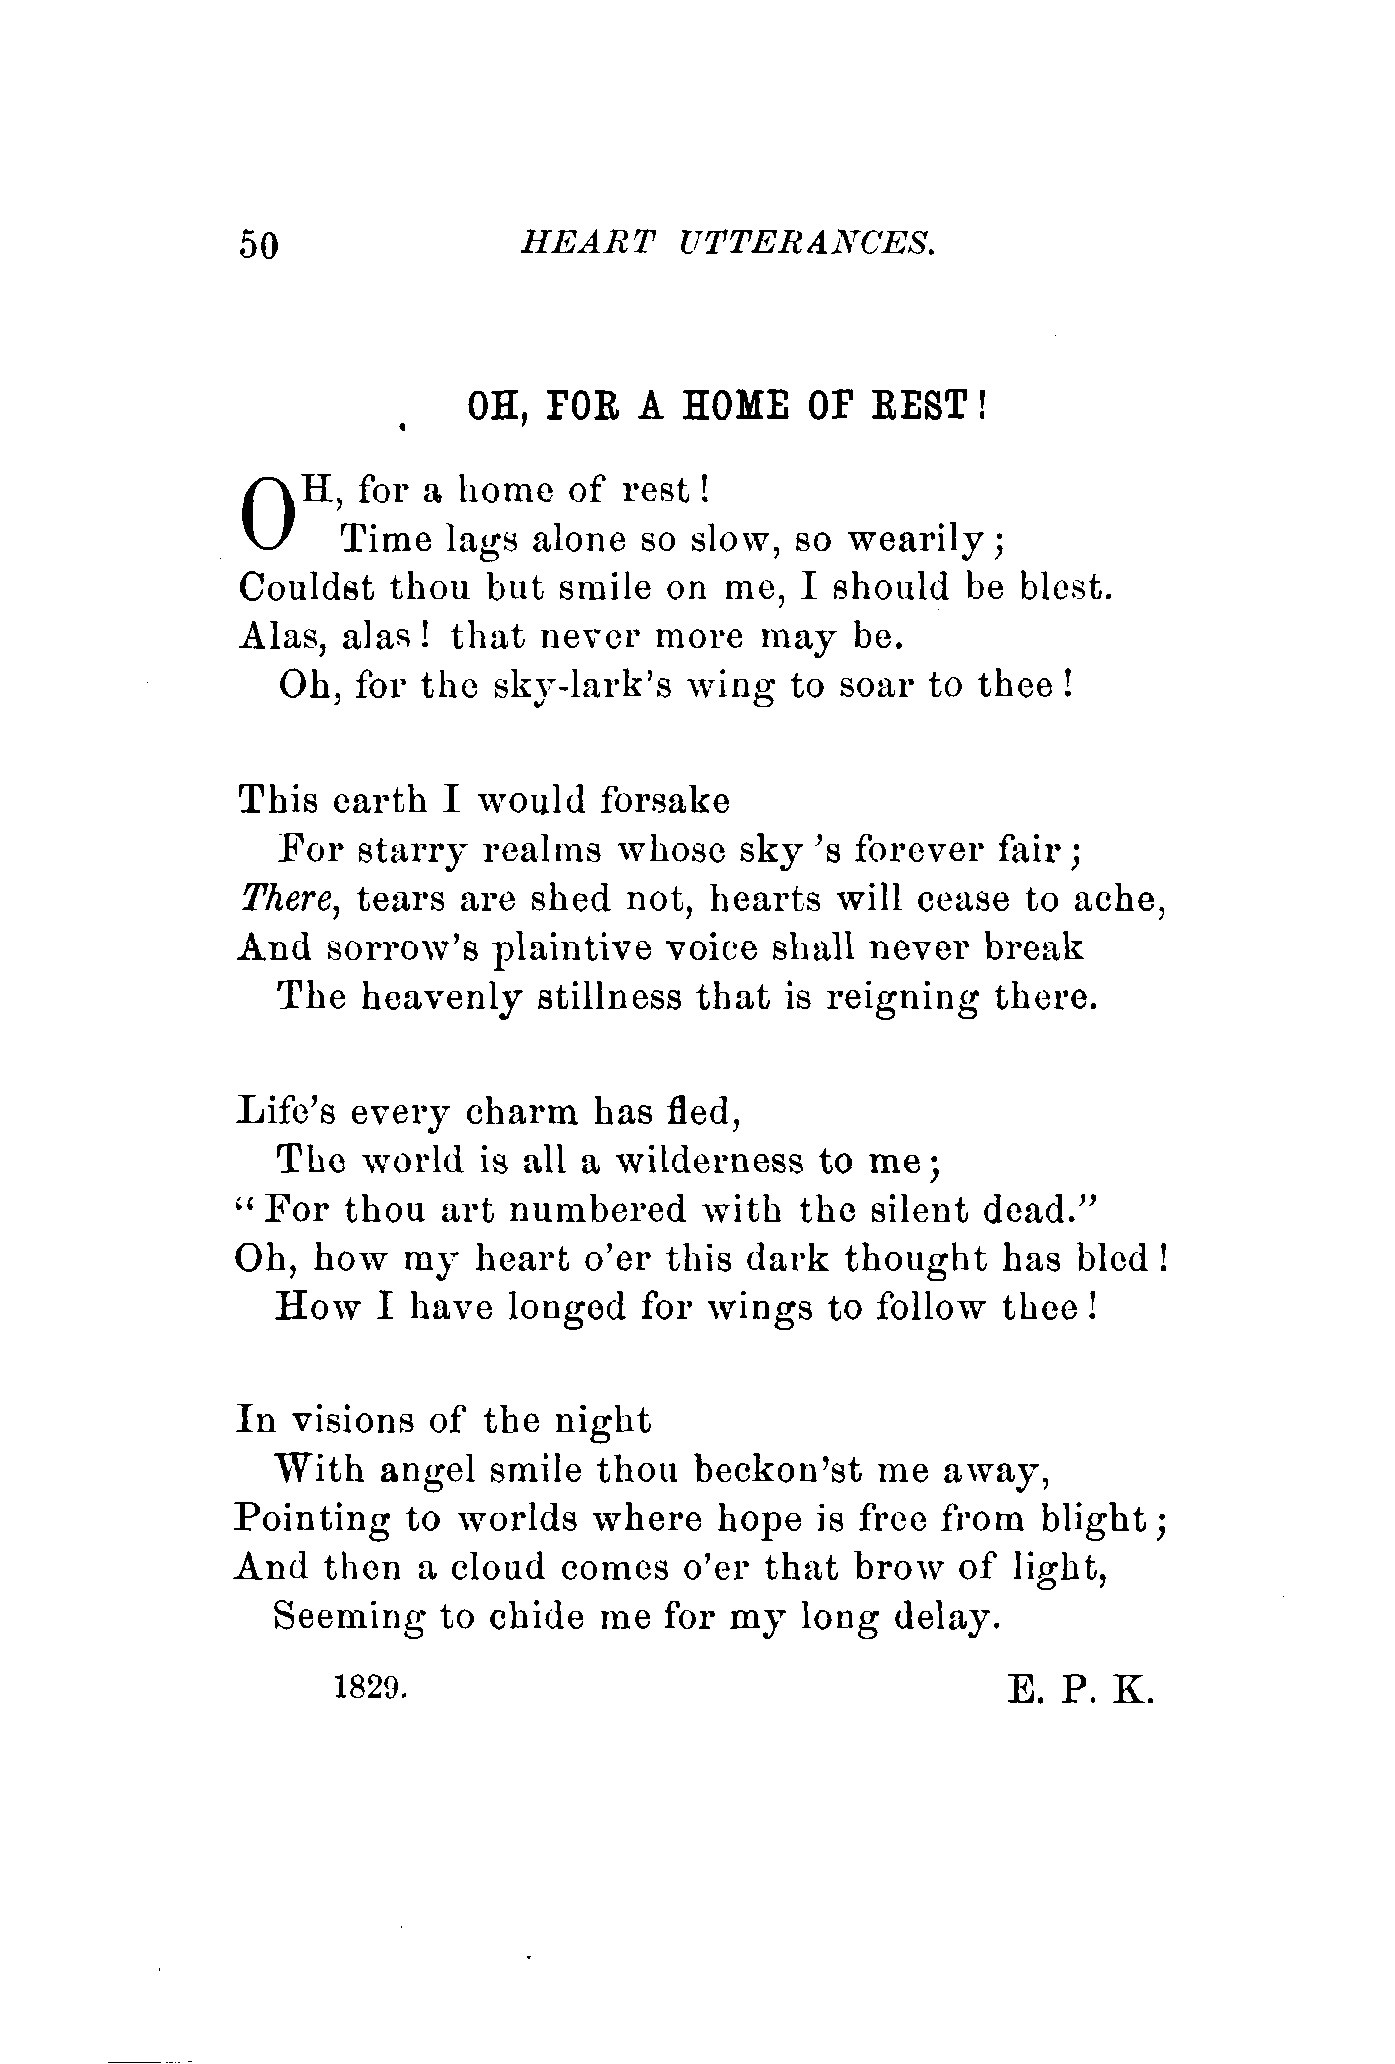 50 HEART UTTERANCES.
OH, FOR A HOME OF REST!
OH, for a home of rest!
Time lags alone so slow, so wearily;
Couldst thou but smile on me, I should be blest.
Alas, alas! that never more may be.
Oh, for the sky-lark's wing to soar to thee!
This earth I would forsake
For starry realms whose sky 's forever fair;
There, tears are shed not, hearts will cease to ache,
And sorrow's plaintive voice shall never break
The heavenly stillness that is reigning there.
Life's every charm has fled,
The world is all a wilderness to me;
"For thou art numbered with the silent dead."
Oh, how my heart o'er this dark thought has bled!
How I have longed for wings to follow thee!
In visions of the night
With angel smile thou beckon'st me away,
Pointing to worlds where hope is free from blight;
And then a cloud comes o'er that brow of light,
Seeming to chide me for my long delay.
1829. E. P. K.